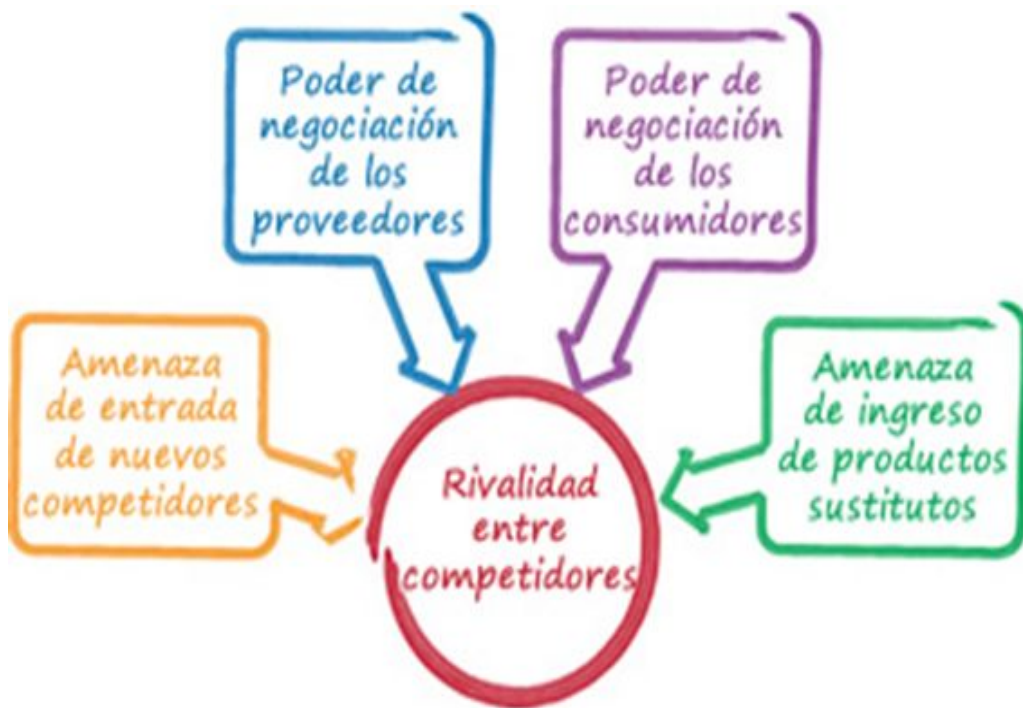 Poder de
negociación
de los
proveedores
Poder de
negociación
de los
consumidores
Amenaza
de entrada
de nuevos
competidores
Rivalidad
entre
competidores
Amenaza
de ingreso
de productos
sustitutos